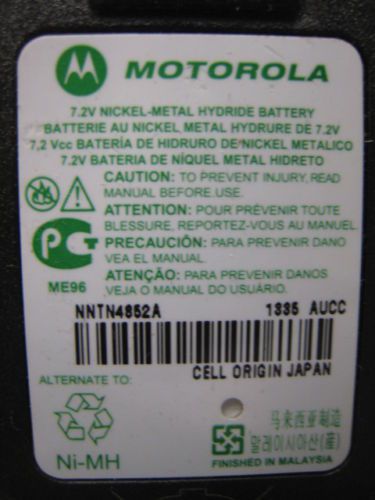 MOTOROLA
7.2V NICKEL-METAL HYDRIDE BATTERY
BATTERIE AU NICKEL METAL HYDRURE DE 7.2V
7,2 Vcc BATERÍA DE HIDRURO DE NICKEL METALICO
7.2V BATERIA DE NÍQUEL METAL HIDRETO
CAUTION: TO PREVENT INJURY, READ
MANUAL BEFORE USE.
ATTENTION: POUR PRÉVENIR TOUTE
BLESSURE, REPORTEZ-VOUS AU MANUEL.
PRECAUCIÓN: PARA PREVENIR DANO
VEA EL MANUAL.
ATENÇÃO: PARA PREVENIR DANOS
VEJA O MANUAL DO USUÁRIO.
ME96
NNTN4852A 1335 AUCC
CELL ORIGIN JAPAN
ALTERNATE TO:
Ni-MH
马来西亚制造
말레이시아산(産)
FINISHED IN MALAYSIA